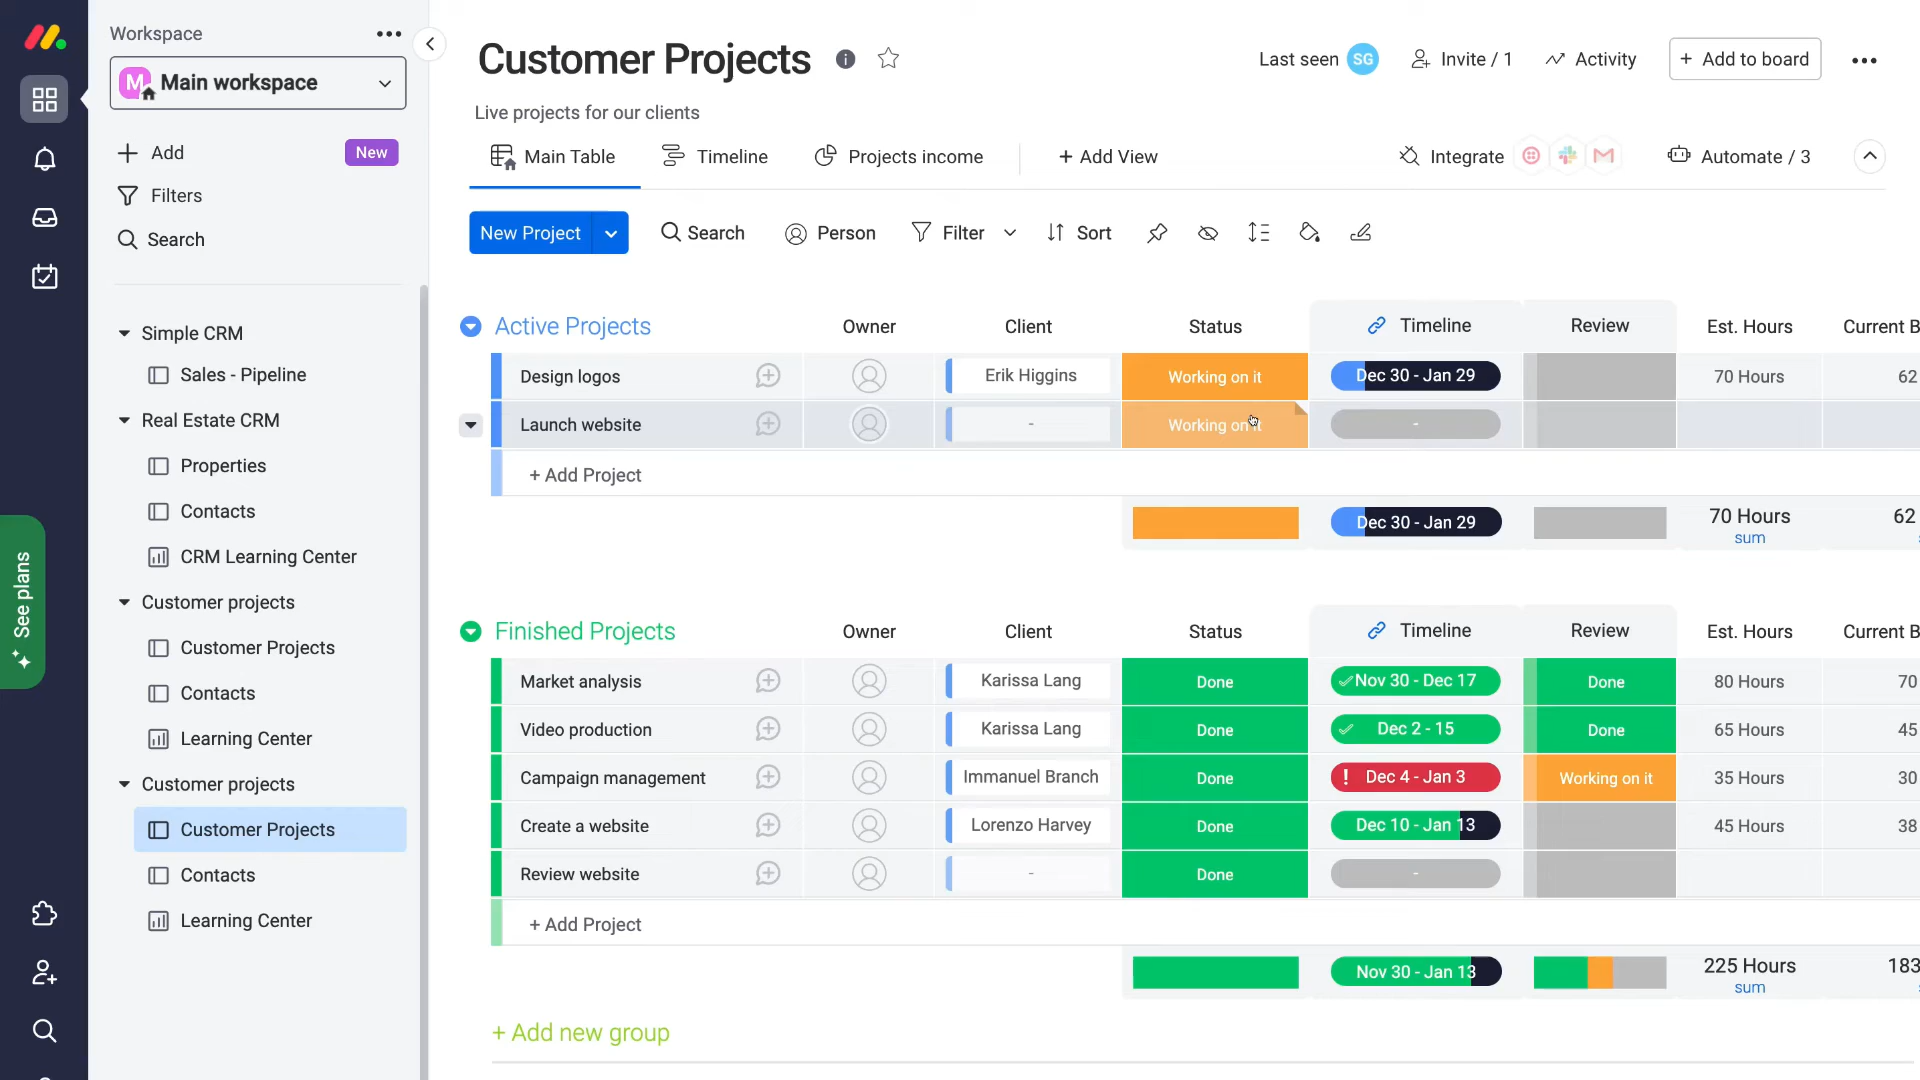 Workspace
M Main workspace
Add
New
Filters
Search
Simple CRM
Sales - Pipeline
Real Estate CRM
Properties
Contacts
CRM Learning Center
Customer projects
Customer Projects
Contacts
Learning Center
Customer projects
Customer Projects
Contacts
Learning Center
See plans
Customer Projects
Last seen SG
Invite / 1
Activity
+ Add to board
Live projects for our clients
Main Table
Timeline
Projects income
+ Add View
Integrate
Automate / 3
New Project
Search
Person
Filter
Sort
Active Projects Owner Client Status Timeline Review Est. Hours Current B
Design logos Erik Higgins Working on it Dec 30 - Jan 29 70 Hours 62
Launch website - Working on it -
+ Add Project
Dec 30 - Jan 29 70 Hours 62
sum
Finished Projects Owner Client Status Timeline Review Est. Hours Current B
Market analysis Karissa Lang Done Nov 30 - Dec 17 Done 80 Hours 70
Video production Karissa Lang Done Dec 2 - 15 Done 65 Hours 45
Campaign management Immanuel Branch Done ! Dec 4 - Jan 3 Working on it 35 Hours 30
Create a website Lorenzo Harvey Done Dec 10 - Jan 13 45 Hours 38
Review website - Done -
+ Add Project
Nov 30 - Jan 13 225 Hours 183
sum
+ Add new group